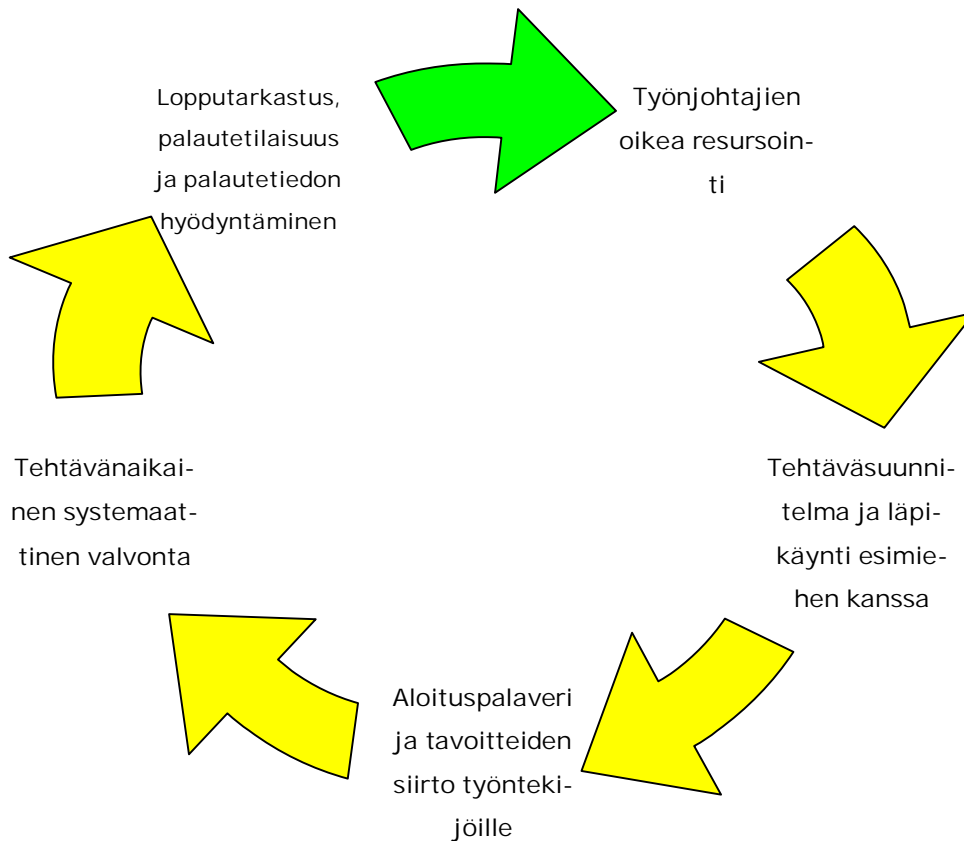 Lopputarkastus,
palautetilaisuus
ja palautetiedon
hyödyntäminen
Työnjohtajien
oikea resursoin-
ti
Tehtäväsuunni-
telma ja läpi-
käynti esimie-
hen kanssa
Aloituspalaveri
ja tavoitteiden
siirto työnteki-
jöille
Tehtävänaikai-
nen systemaat-
tinen valvonta